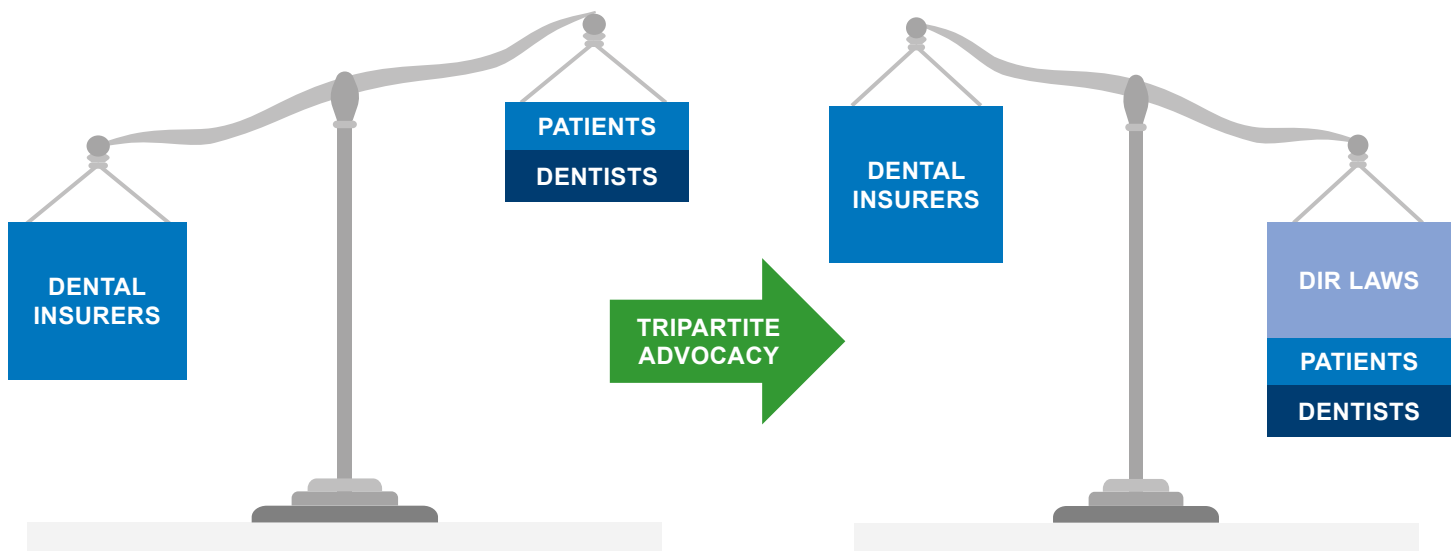 DENTAL
INSURERS
PATIENTS
DENTISTS
TRIPARTITE
ADVOCACY
DENTAL
INSURERS
DIR LAWS
PATIENTS
DENTISTS